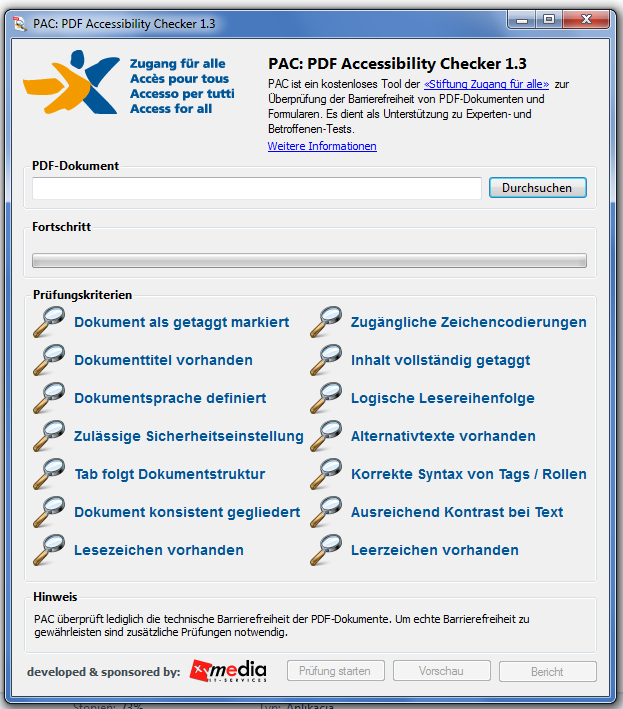 PAC: PDF Accessibility Checker 1.3
Zugang für alle
Accès pour tous
Accesso per tutti
Access for all
PAC: PDF Accessibility Checker 1.3
PAC ist ein kostenloses Tool der «Stiftung Zugang für alle» zur
Überprüfung der Barrierefreiheit von PDF-Dokumenten und
Formularen. Es dient als Unterstützung zu Experten- und
Betroffenen-Tests.
Weitere Informationen
PDF-Dokument
Durchsuchen
Fortschritt
Prüfungskriterien
Dokument als getaggt markiert
Zugängliche Zeichencodierungen
Dokumenttitel vorhanden
Inhalt vollständig getaggt
Dokumentsprache definiert
Logische Lesereihenfolge
Zulässige Sicherheitseinstellung
Alternativtexte vorhanden
Tab folgt Dokumentstruktur
Korrekte Syntax von Tags / Rollen
Dokument konsistent gegliedert
Ausreichend Kontrast bei Text
Lesezeichen vorhanden
Leerzeichen vorhanden
Hinweis
PAC überprüft lediglich die technische Barrierefreiheit der PDF-Dokumente. Um echte Barrierefreiheit zu
gewährleisten sind zusätzliche Prüfungen notwendig.
developed & sponsored by:
xymedia
IT-SERVICES
Prüfung starten
Vorschau
Bericht
73%
Aplikacja